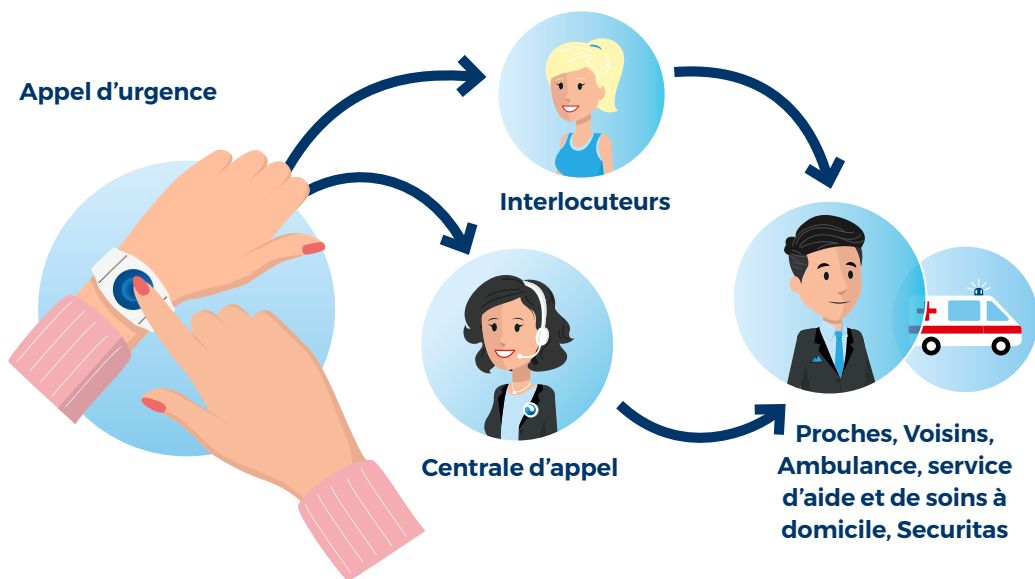 Appel d’urgence
Interlocuteurs
Centrale d’appel
Proches, Voisins,
Ambulance, service
d’aide et de soins à
domicile, Securitas